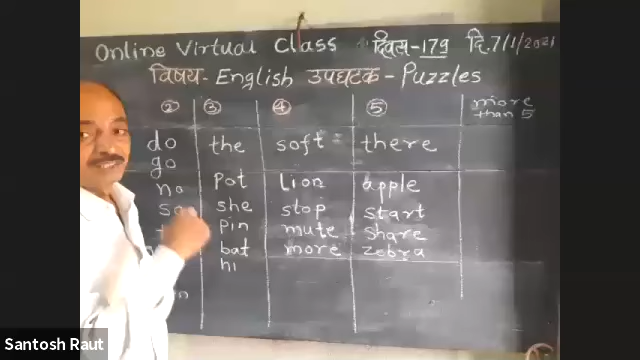 Online Virtual Class दिवस-179 दि.7/1/2021
विषय- English उपघटक - Puzzles
② ③ ④ ⑤ more than 5
do the soft there
go
no Pot Lion apple
so she stop start
pin mute share
bat more zebra
hi
Santosh Raut